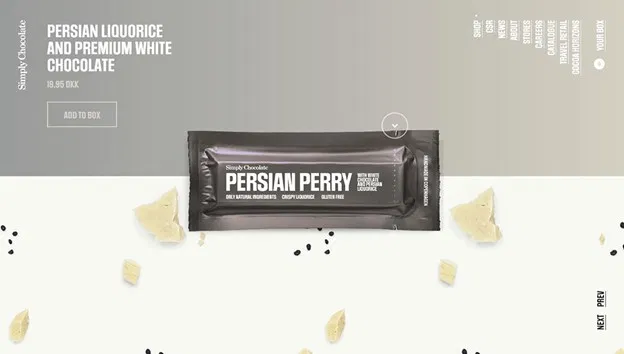 Simply Chocolate
PERSIAN LIQUORICE
AND PREMIUM WHITE
CHOCOLATE
19,95 DKK
ADD TO BOX
SHOP
CSR
NEWS
ABOUT
STORES
CAREERS
CATALOGUE
TRAVEL RETAIL
COCOA HORIZONS
YOUR BOX
Simply Chocolate
PERSIAN PERRY
WITH WHITE
CHOCOLATE
AND PERSIAN
LIQUORICE
ONLY NATURAL INGREDIENTS CRISPY LIQUORICE GLUTEN FREE
HANDMADE IN COPENHAGEN
NEXT PREV